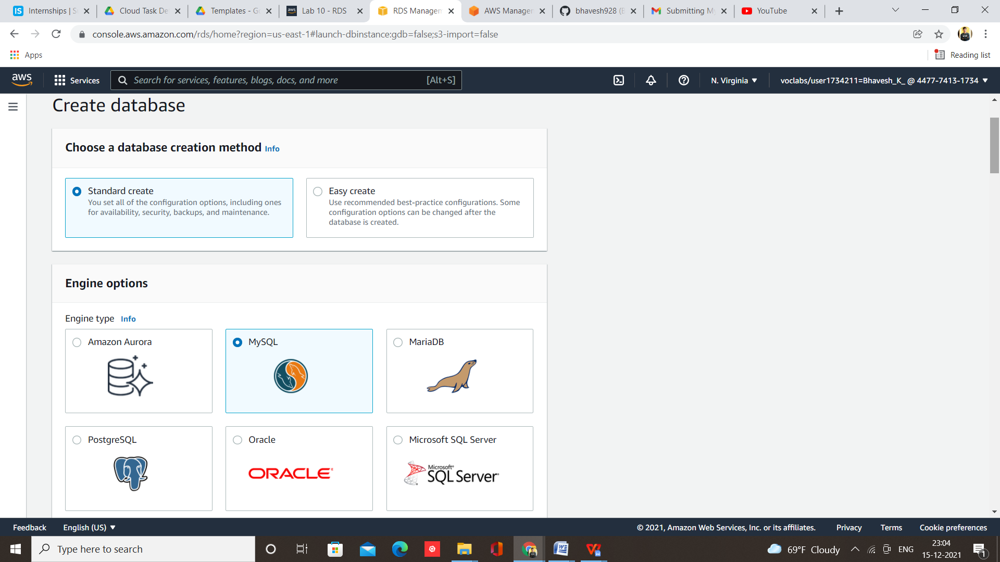 Internships | S
Cloud Task De
Templates - Go
Lab 10 - RDS
RDS Managem
AWS Manager
bhavesh928 (B
Submitting My
YouTube
console.aws.amazon.com/rds/home?region=us-east-1#launch-dbinstance:gdb=false;s3-import=false
Apps
Reading list
aws
Services
Search for services, features, blogs, docs, and more
[Alt+S]
N. Virginia
voclabs/user1734211=Bhavesh_K_ @ 4477-7413-1734
Create database
Choose a database creation method Info
Standard create
You set all of the configuration options, including ones
for availability, security, backups, and maintenance.
Easy create
Use recommended best-practice configurations. Some
configuration options can be changed after the
database is created.
Engine options
Engine type Info
Amazon Aurora
MySQL
MariaDB
PostgreSQL
Oracle
ORACLE
Microsoft SQL Server
Microsoft
SQL Server
Feedback
English (US)
© 2021, Amazon Web Services, Inc. or its affiliates.
Privacy
Terms
Cookie preferences
Type here to search
69°F Cloudy
ENG
23:04
15-12-2021
1